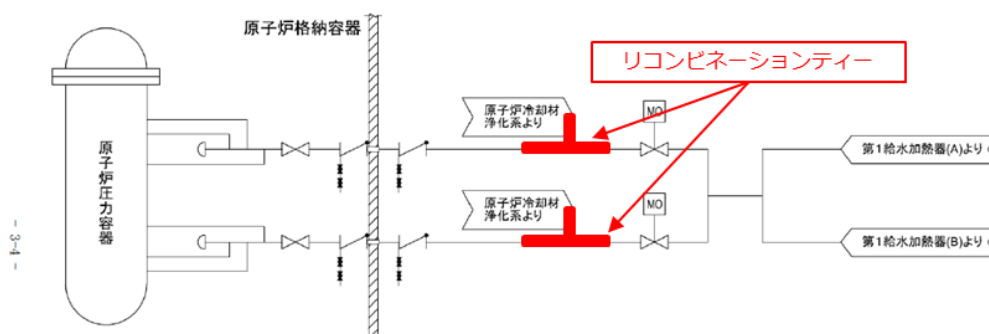 原子炉格納容器
リコンビネーションティー
原子炉冷却材
浄化系より
MO
原子炉圧力容器
第1給水加熱器(A)より
原子炉冷却材
浄化系より
MO
第1給水加熱器(B)より
- 3-4 -